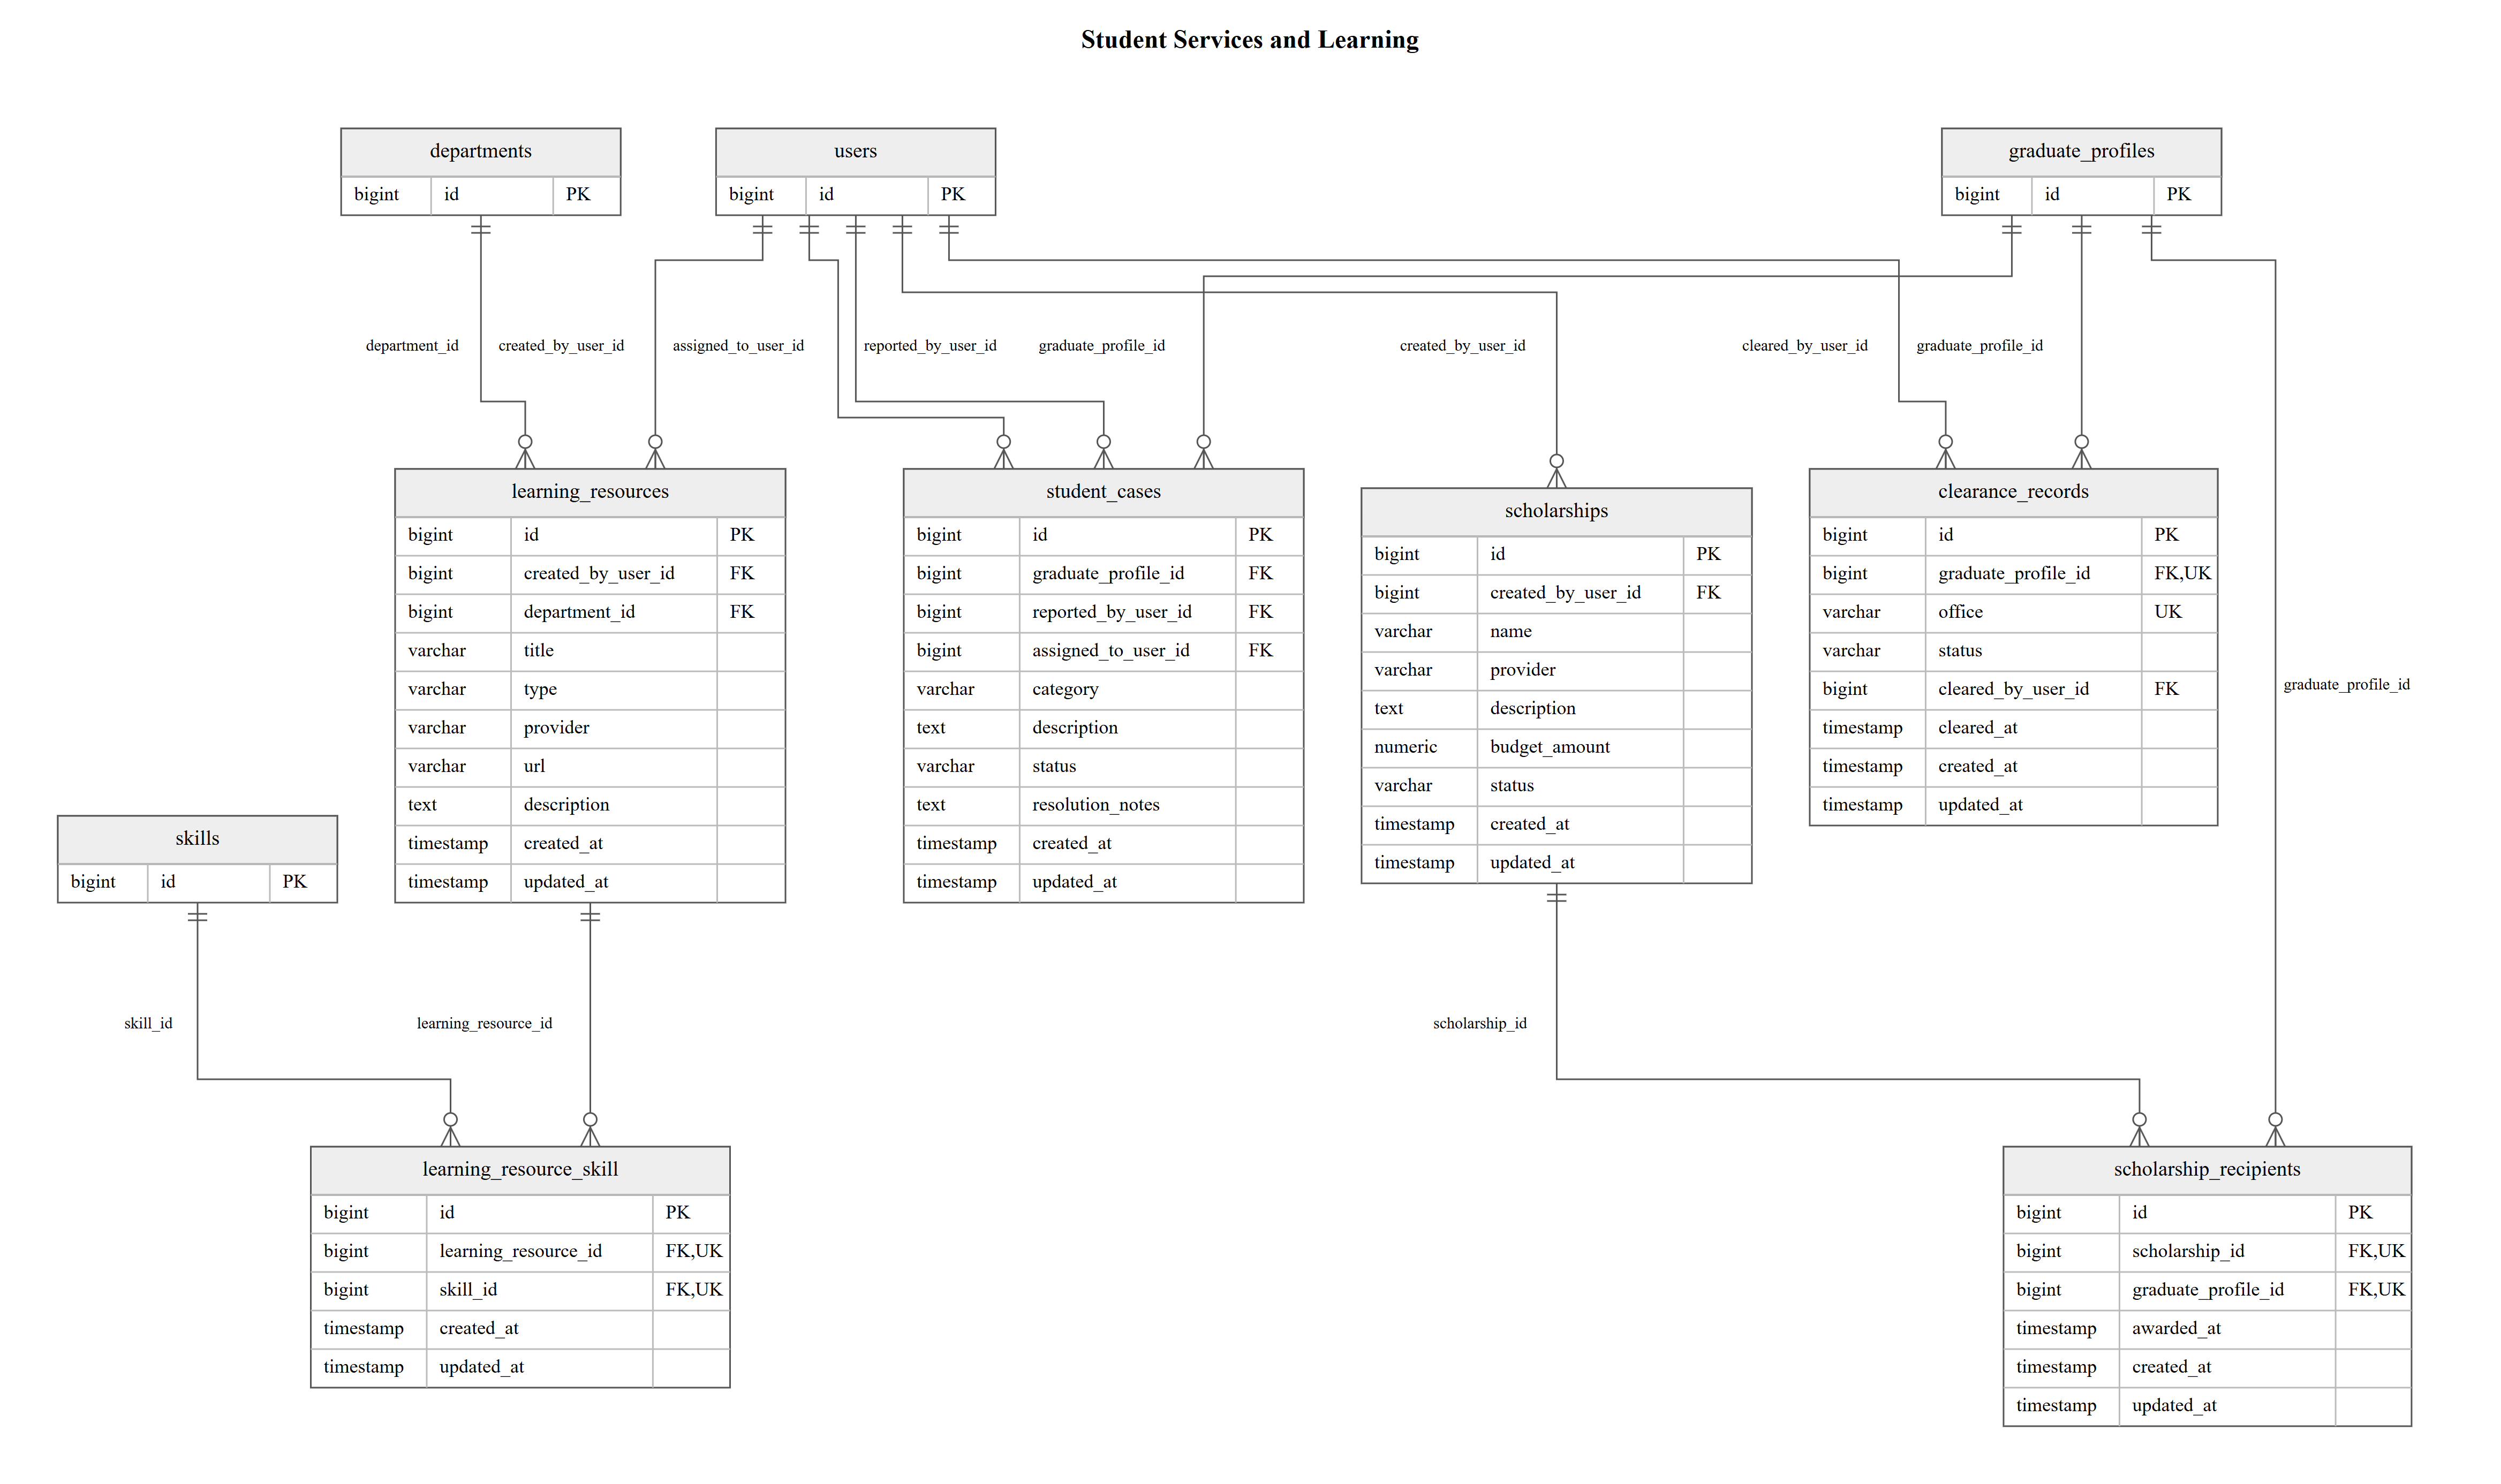 Student Services and Learning
departments
bigint id PK
users
bigint id PK
graduate_profiles
bigint id PK
department_id
created_by_user_id
assigned_to_user_id
reported_by_user_id
graduate_profile_id
created_by_user_id
cleared_by_user_id
graduate_profile_id
learning_resources
bigint id PK
bigint created_by_user_id FK
bigint department_id FK
varchar title
varchar type
varchar provider
varchar url
text description
timestamp created_at
timestamp updated_at
student_cases
bigint id PK
bigint graduate_profile_id FK
bigint reported_by_user_id FK
bigint assigned_to_user_id FK
varchar category
text description
varchar status
text resolution_notes
timestamp created_at
timestamp updated_at
scholarships
bigint id PK
bigint created_by_user_id FK
varchar name
varchar provider
text description
numeric budget_amount
varchar status
timestamp created_at
timestamp updated_at
clearance_records
bigint id PK
bigint graduate_profile_id FK,UK
varchar office UK
varchar status
bigint cleared_by_user_id FK
timestamp cleared_at
timestamp created_at
timestamp updated_at
graduate_profile_id
skills
bigint id PK
skill_id
learning_resource_id
scholarship_id
learning_resource_skill
bigint id PK
bigint learning_resource_id FK,UK
bigint skill_id FK,UK
timestamp created_at
timestamp updated_at
scholarship_recipients
bigint id PK
bigint scholarship_id FK,UK
bigint graduate_profile_id FK,UK
timestamp awarded_at
timestamp created_at
timestamp updated_at